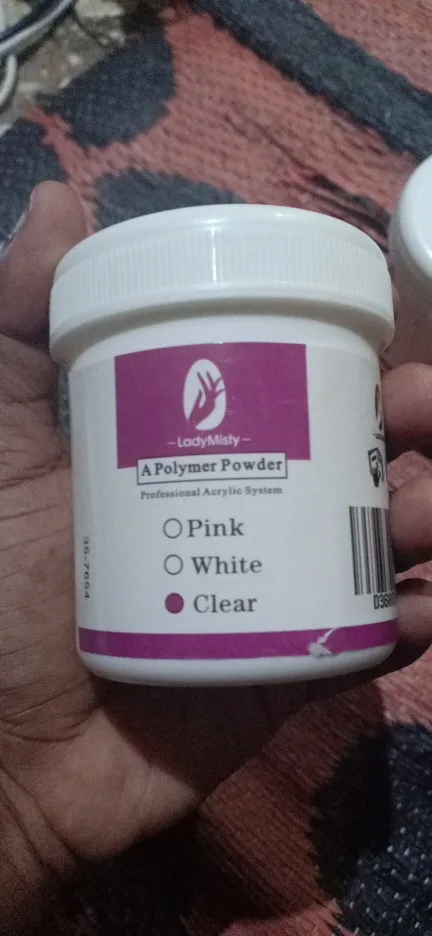 –LadyMisty–
A Polymer Powder
Professional Acrylic System
Pink
White
Clear